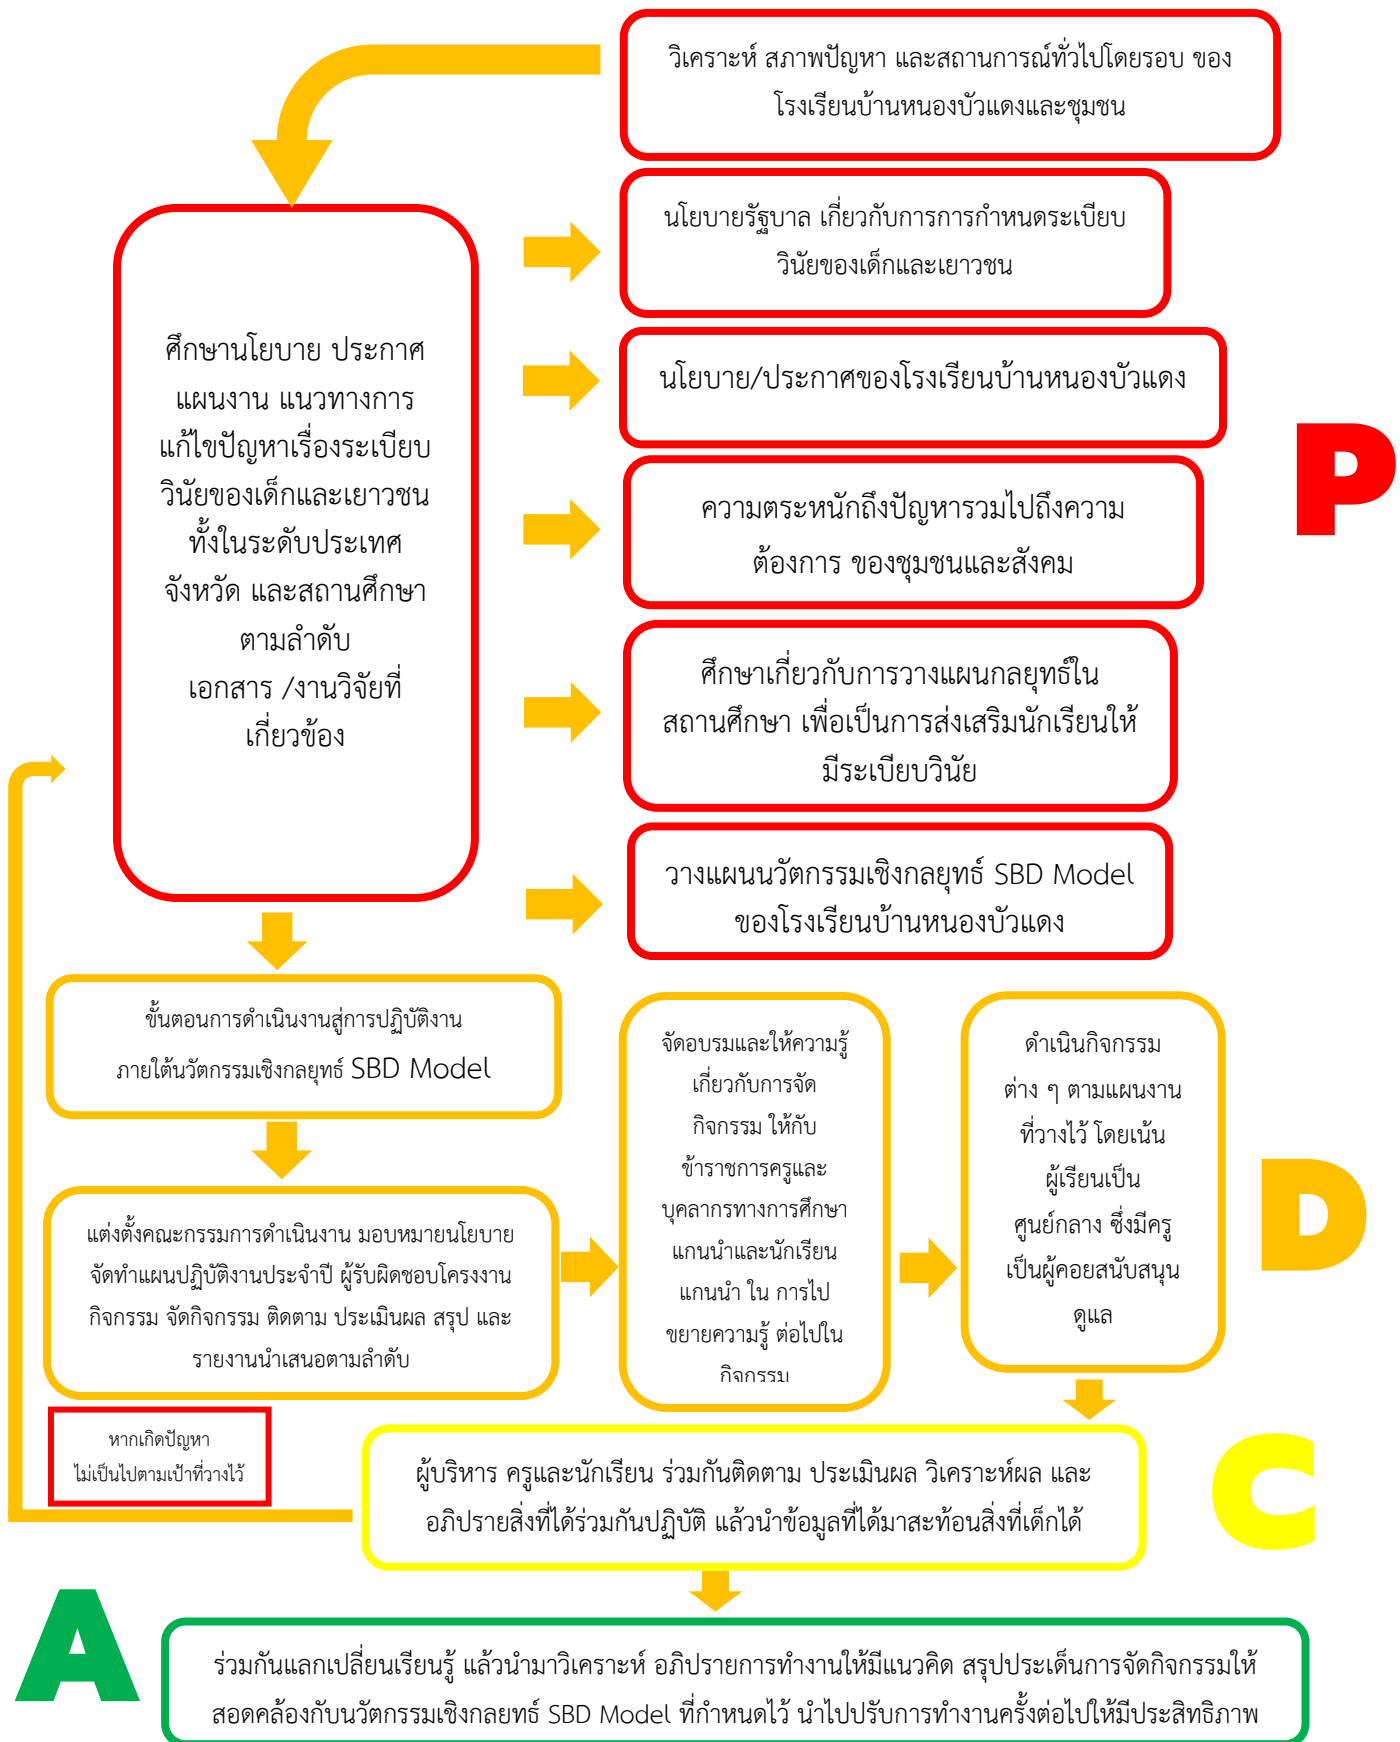 วิเคราะห์ สภาพปัญหา และสถานการณ์ทั่วไปโดยรอบ ของ
โรงเรียนบ้านหนองบัวแดงและชุมชน
นโยบายรัฐบาล เกี่ยวกับการการกำหนดระเบียบ
วินัยของเด็กและเยาวชน
ศึกษานโยบาย ประกาศ
แผนงาน แนวทางการ
แก้ไขปัญหาเรื่องระเบียบ
วินัยของเด็กและเยาวชน
ทั้งในระดับประเทศ
จังหวัด และสถานศึกษา
ตามลำดับ
เอกสาร /งานวิจัยที่
เกี่ยวข้อง
นโยบาย/ประกาศของโรงเรียนบ้านหนองบัวแดง
P
ความตระหนักถึงปัญหารวมไปถึงความ
ต้องการ ของชุมชนและสังคม
ศึกษาเกี่ยวกับการวางแผนกลยุทธ์ใน
สถานศึกษา เพื่อเป็นการส่งเสริมนักเรียนให้
มีระเบียบวินัย
วางแผนนวัตกรรมเชิงกลยุทธ์ SBD Model
ของโรงเรียนบ้านหนองบัวแดง
ขั้นตอนการดำเนินงานสู่การปฏิบัติงาน
ภายใต้นวัตกรรมเชิงกลยุทธ์ SBD Model
แต่งตั้งคณะกรรมการดำเนินงาน มอบหมายนโยบาย
จัดทำแผนปฏิบัติงานประจำปี ผู้รับผิดชอบโครงงาน
กิจกรรม จัดกิจกรรม ติดตาม ประเมินผล สรุป และ
รายงานนำเสนอตามลำดับ
จัดอบรมและให้ความรู้
เกี่ยวกับการจัด
กิจกรรม ให้กับ
ข้าราชการครูและ
บุคลากรทางการศึกษา
แกนนำและนักเรียน
แกนนำ ใน การไป
ขยายความรู้ ต่อไปใน
กิจกรรม
ดำเนินกิจกรรม
ต่าง ๆ ตามแผนงาน
ที่วางไว้ โดยเน้น
ผู้เรียนเป็น
ศูนย์กลาง ซึ่งมีครู
เป็นผู้คอยสนับสนุน
ดูแล
D
หากเกิดปัญหา
ไม่เป็นไปตามเป้าที่วางไว้
ผู้บริหาร ครูและนักเรียน ร่วมกันติดตาม ประเมินผล วิเคราะห์ผล และ
อภิปรายสิ่งที่ได้ร่วมกันปฏิบัติ แล้วนำข้อมูลที่ได้มาสะท้อนสิ่งที่เด็กได้
C
A
ร่วมกันแลกเปลี่ยนเรียนรู้ แล้วนำมาวิเคราะห์ อภิปรายการทำงานให้มีแนวคิด สรุปประเด็นการจัดกิจกรรมให้
สอดคล้องกับนวัตกรรมเชิงกลยุทธ์ SBD Model ที่กำหนดไว้ นำไปปรับการทำงานครั้งต่อไปให้มีประสิทธิภาพ